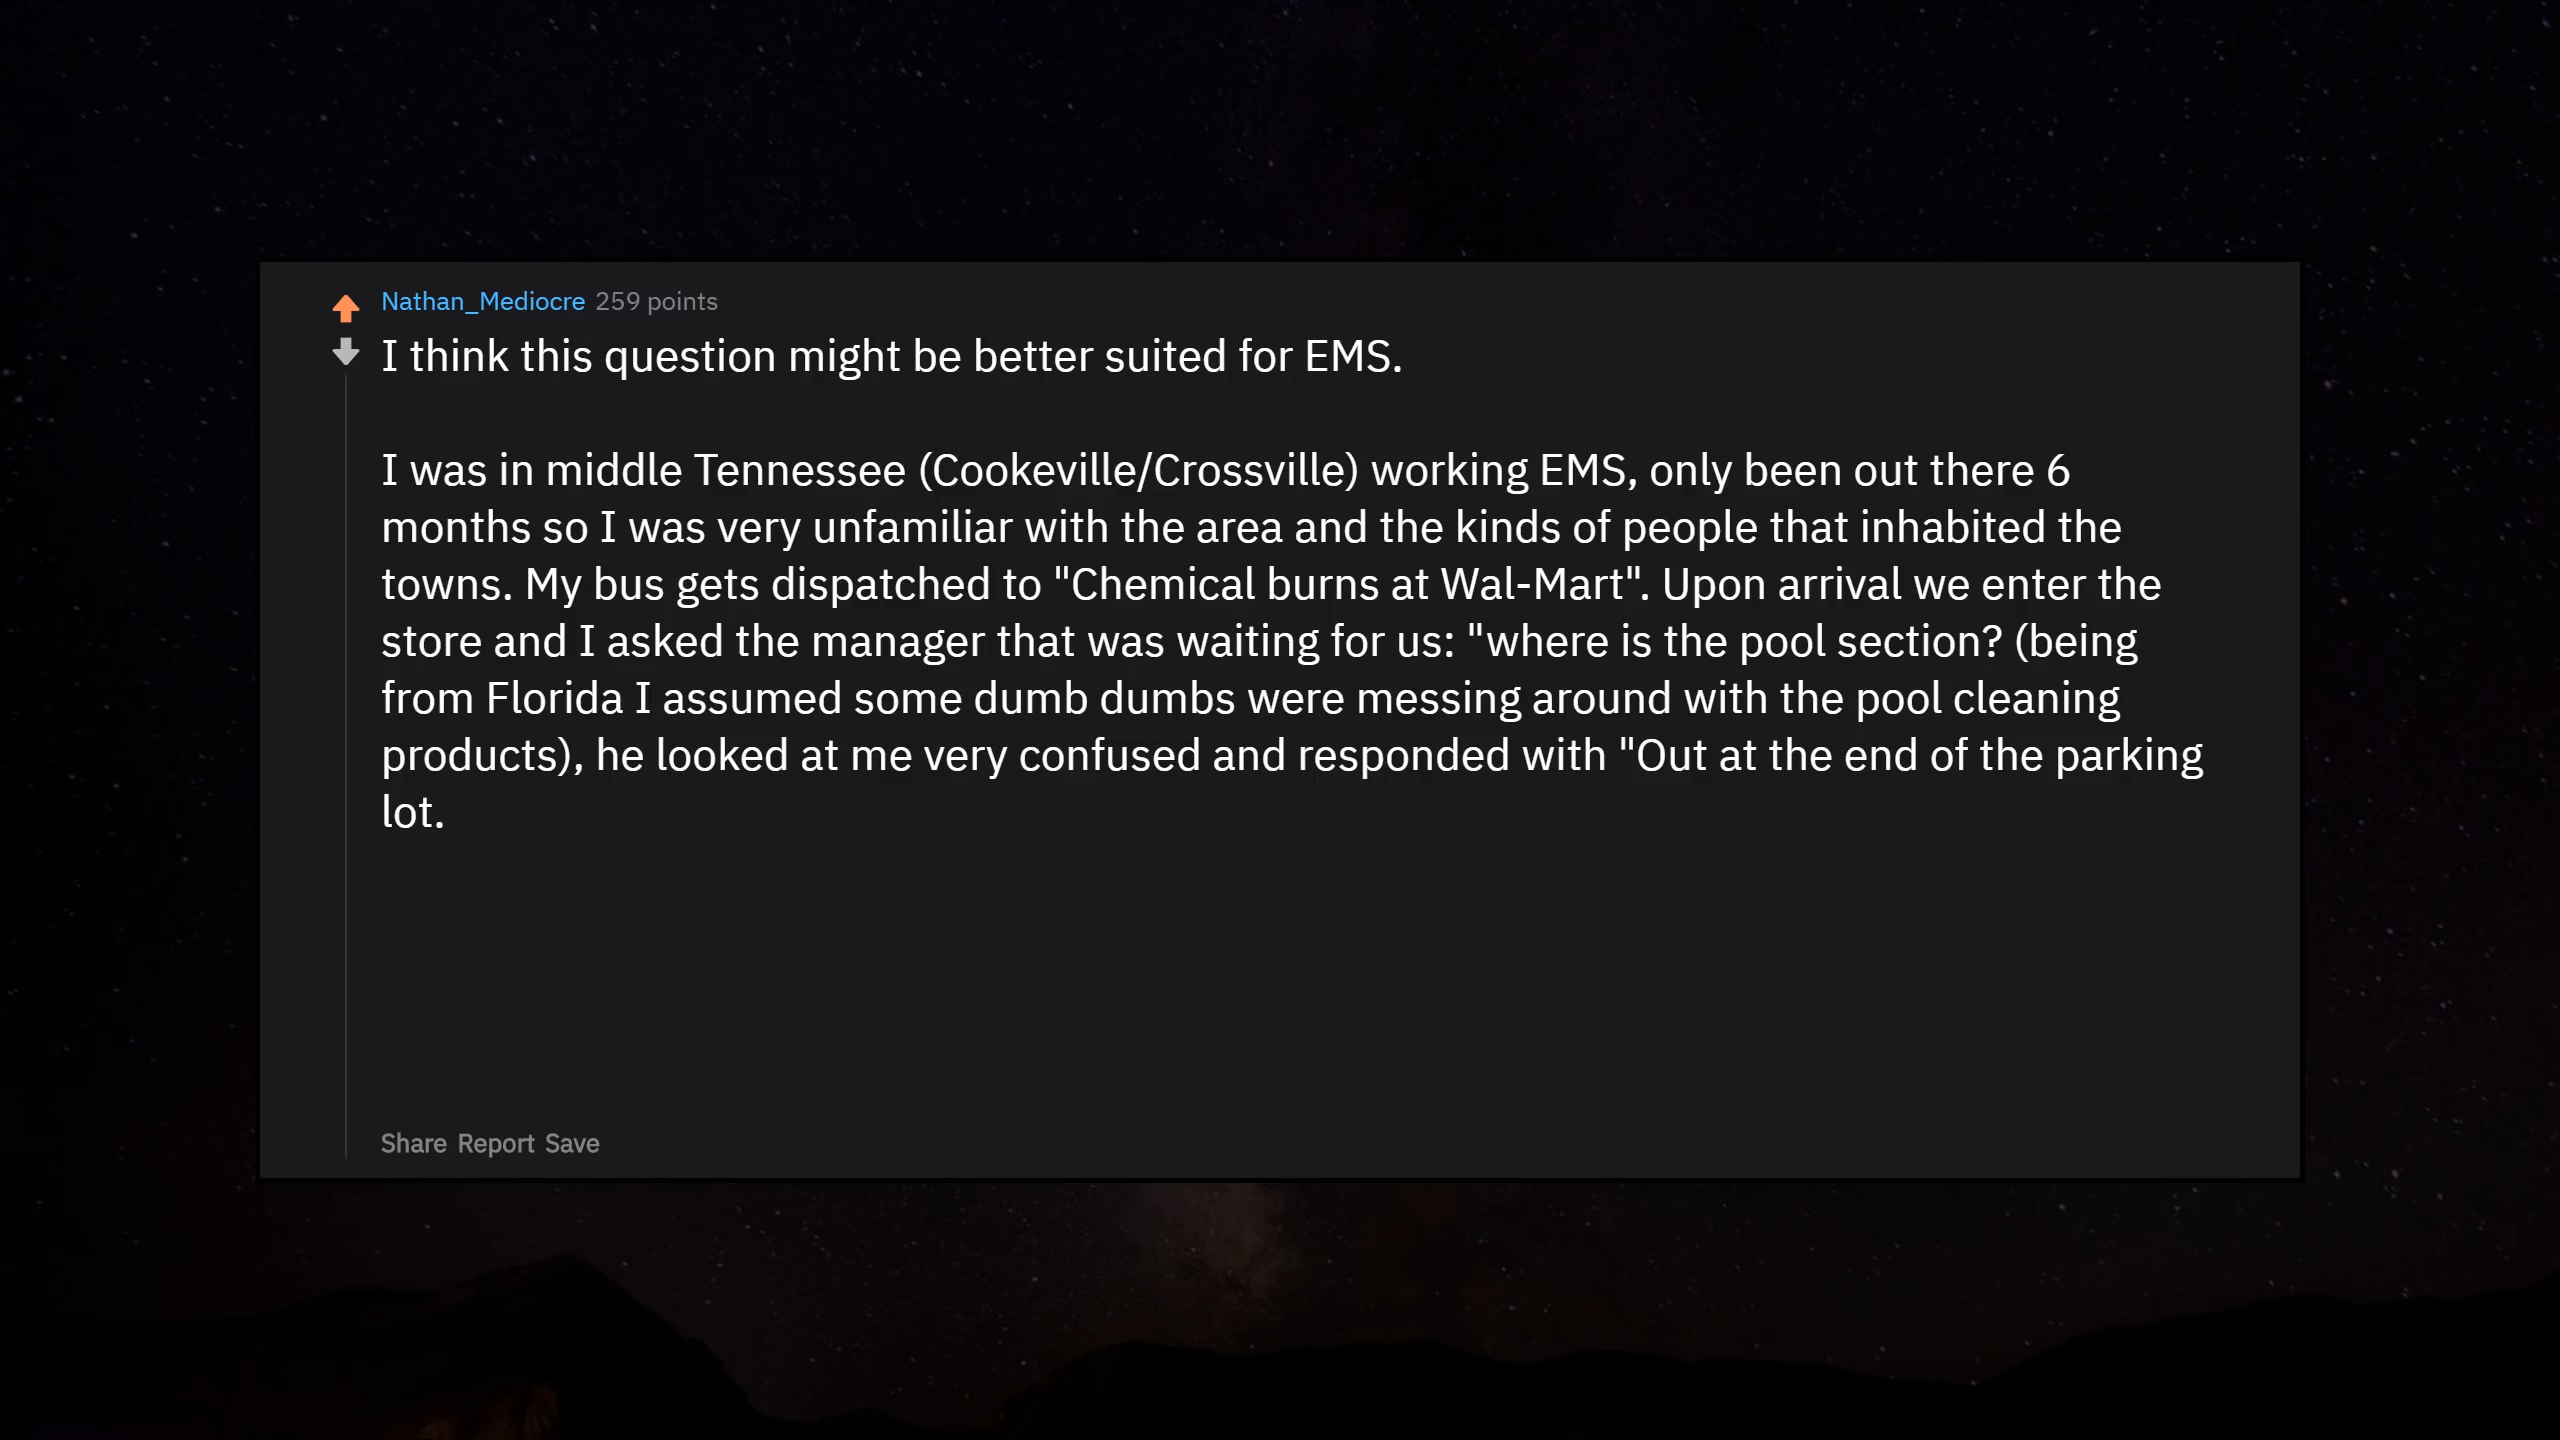 Nathan_Mediocre 259 points
I think this question might be better suited for EMS.
I was in middle Tennessee (Cookeville/Crossville) working EMS, only been out there 6
months so I was very unfamiliar with the area and the kinds of people that inhabited the
towns. My bus gets dispatched to "Chemical burns at Wal-Mart". Upon arrival we enter the
store and I asked the manager that was waiting for us: "where is the pool section? (being
from Florida I assumed some dumb dumbs were messing around with the pool cleaning
products), he looked at me very confused and responded with "Out at the end of the parking
lot.
Share Report Save